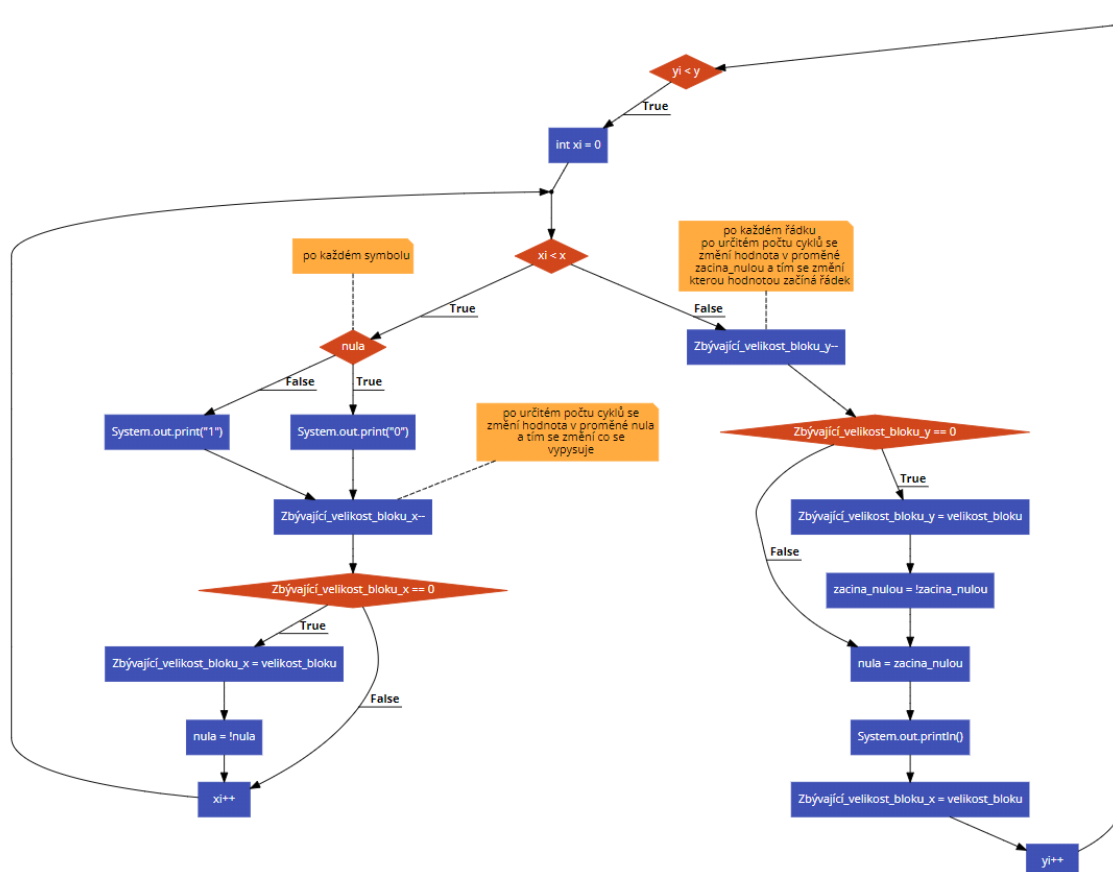 yi < y
True
int xi = 0
po každém řádku
po určitém počtu cyklů se
změní hodnota v proměné
zacina_nulou a tím se změní
kterou hodnotou začíná řádek
po každém symbolu
xi < x
True
False
nula
Zbývající_velikost_bloku_y--
False
True
System.out.print("1")
System.out.print("0")
po určitém počtu cyklů se
změní hodnota v proměné nula
a tím se změní co se
vypysuje
Zbývající_velikost_bloku_y == 0
True
Zbývající_velikost_bloku_x--
Zbývající_velikost_bloku_y = velikost_bloku
False
Zbývající_velikost_bloku_x == 0
zacina_nulou = !zacina_nulou
True
Zbývající_velikost_bloku_x = velikost_bloku
nula = zacina_nulou
False
nula = !nula
System.out.println()
xi++
Zbývající_velikost_bloku_x = velikost_bloku
yi++